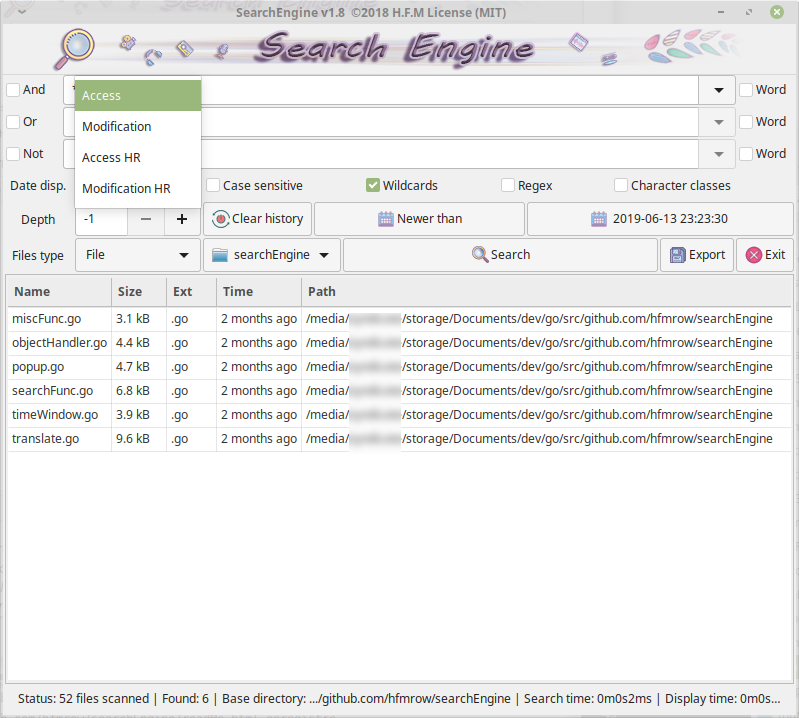 SearchEngine v1.8 ©2018 H.F.M License (MIT)
Search Engine
And
Word
Or
Word
Not
Word
Access
Modification
Access HR
Modification HR
Date disp.
Case sensitive
Wildcards
Regex
Character classes
Depth
-1
Clear history
Newer than
2019-06-13 23:23:30
Files type
File
searchEngine
Search
Export
Exit
Name Size Ext Time Path
miscFunc.go 3.1 kB .go 2 months ago /media/ /storage/Documents/dev/go/src/github.com/hfmrow/searchEngine
objectHandler.go 4.4 kB .go 2 months ago /media/ /storage/Documents/dev/go/src/github.com/hfmrow/searchEngine
popup.go 4.7 kB .go 2 months ago /media/ /storage/Documents/dev/go/src/github.com/hfmrow/searchEngine
searchFunc.go 6.8 kB .go 2 months ago /media/ /storage/Documents/dev/go/src/github.com/hfmrow/searchEngine
timeWindow.go 3.9 kB .go 2 months ago /media/ /storage/Documents/dev/go/src/github.com/hfmrow/searchEngine
translate.go 9.6 kB .go 2 months ago /media/ /storage/Documents/dev/go/src/github.com/hfmrow/searchEngine
Status: 52 files scanned | Found: 6 | Base directory: .../github.com/hfmrow/searchEngine | Search time: 0m0s2ms | Display time: 0m0s...